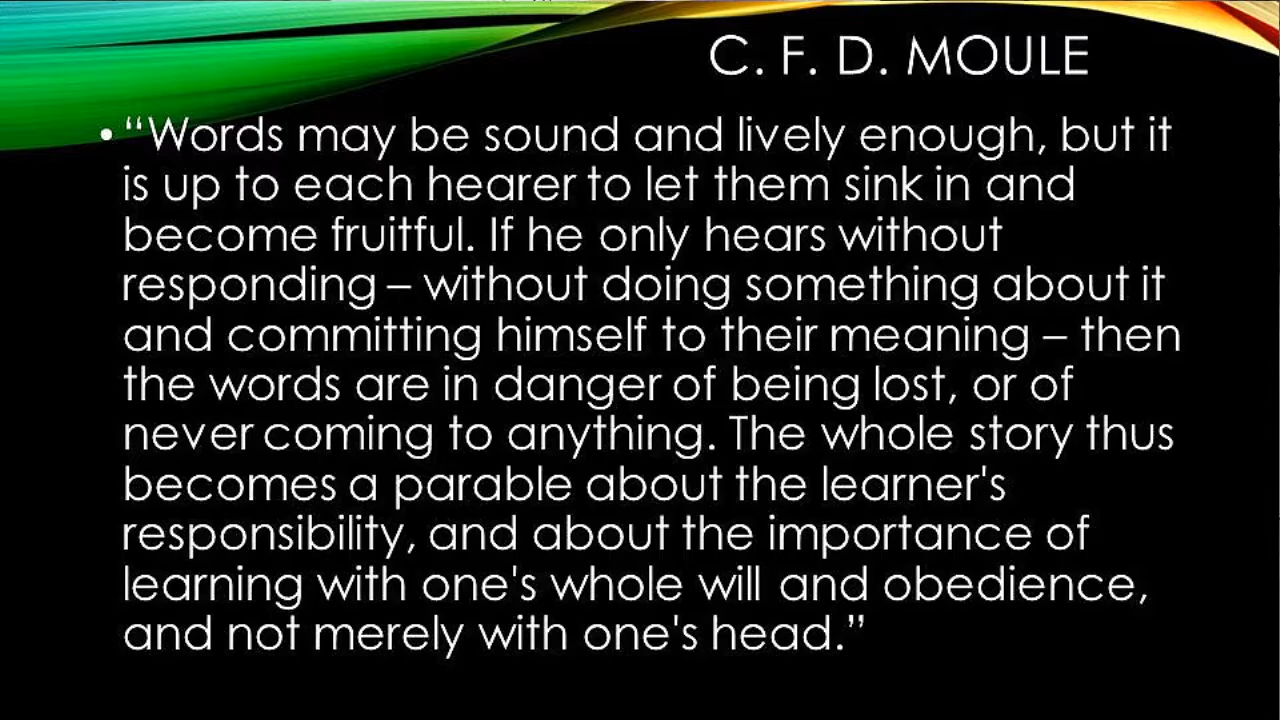 C. F. D. MOULE
• “Words may be sound and lively enough, but it
is up to each hearer to let them sink in and
become fruitful. If he only hears without
responding – without doing something about it
and committing himself to their meaning – then
the words are in danger of being lost, or of
never coming to anything. The whole story thus
becomes a parable about the learner's
responsibility, and about the importance of
learning with one's whole will and obedience,
and not merely with one's head.”